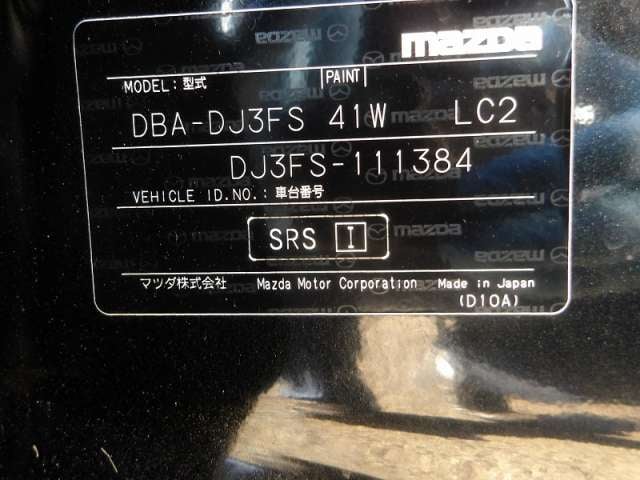 mazda
MODEL: 型式 PAINT
DBA-DJ3FS 41W LC2
DJ3FS-111384
VEHICLE ID.NO.: 車台番号
SRS I
マツダ株式会社 Mazda Motor Corporation Made in Japan
(D10A)